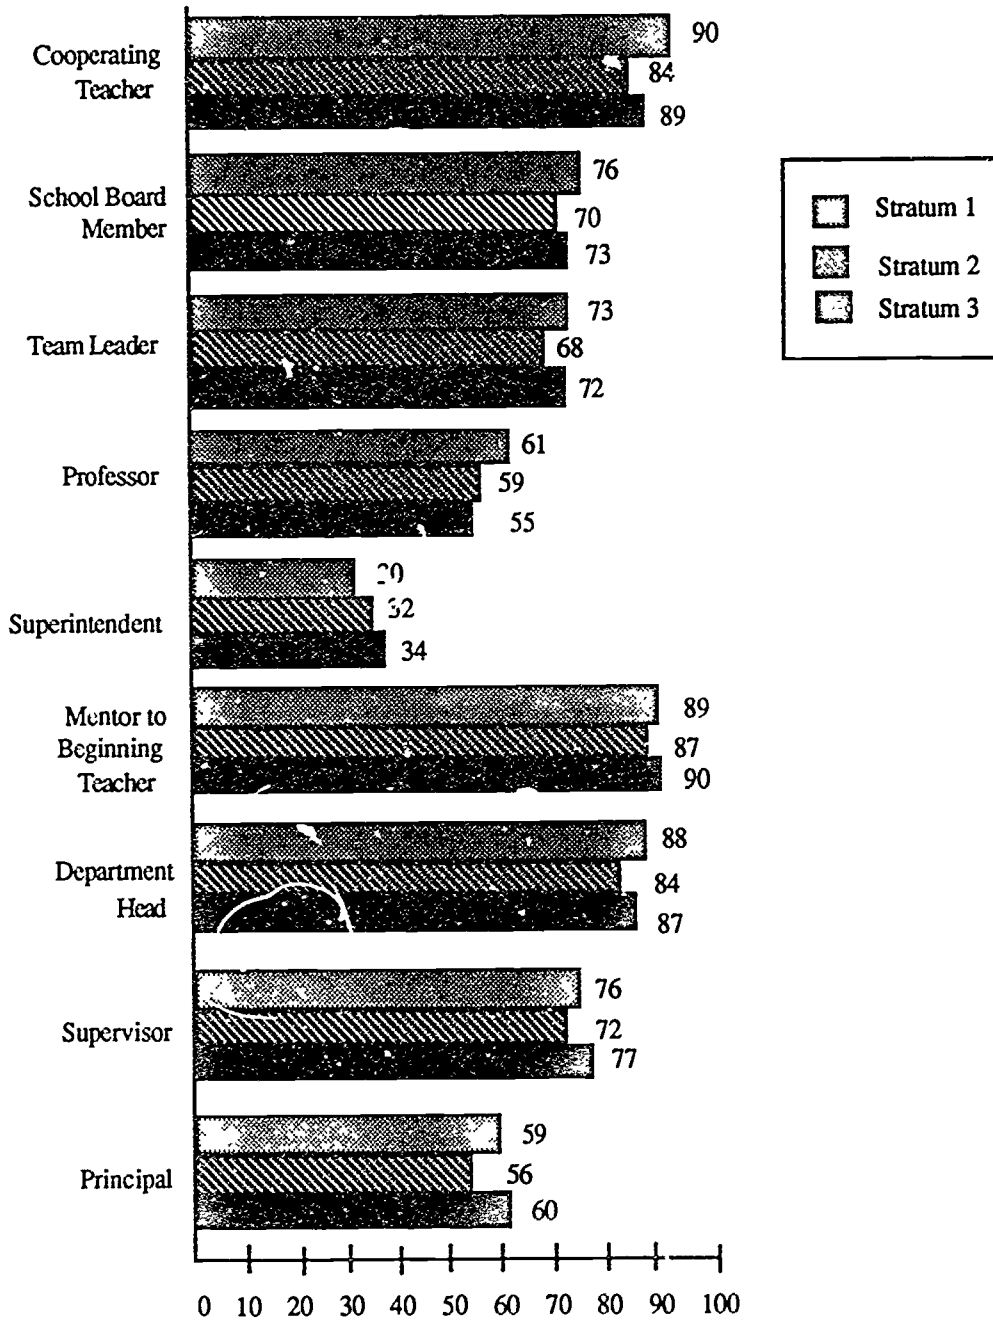 Cooperating
Teacher
90
84
89
School Board
Member
76
70
73
Stratum 1
Stratum 2
Stratum 3
Team Leader
73
68
72
Professor
61
59
55
Superintendent
34
Mentor to
Beginning
Teacher
89
87
90
Department
Head
88
84
87
Supervisor
76
72
77
Principal
59
56
60
0 10 20 30 40 50 60 70 80 90 100